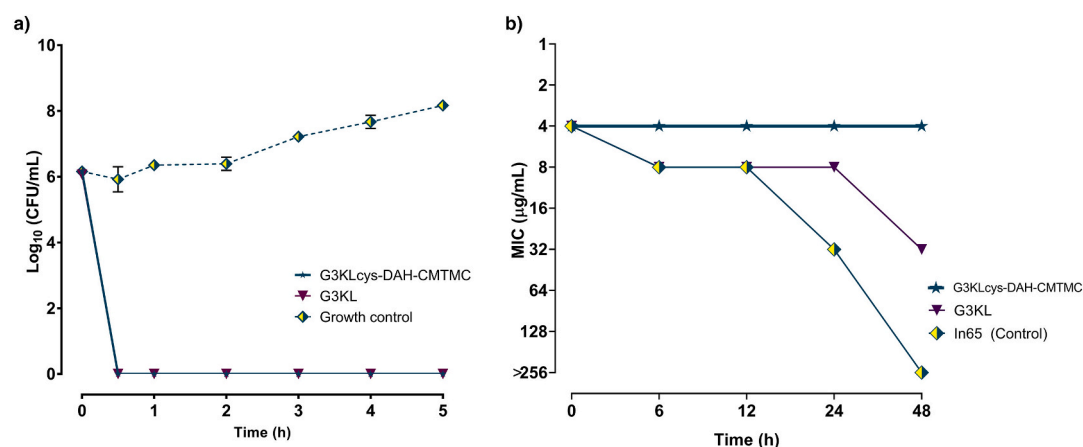 a)
Log10 (CFU/mL)
10
8
6
4
2
0
0 1 2 3 4 5
Time (h)
G3KLcys-DAH-CMTMC
G3KL
Growth control
b)
MIC (µg/mL)
1
2
4
8
16
32
64
128
>256
0 6 12 24 48
Time (h)
G3KLcys-DAH-CMTMC
G3KL
In65 (Control)